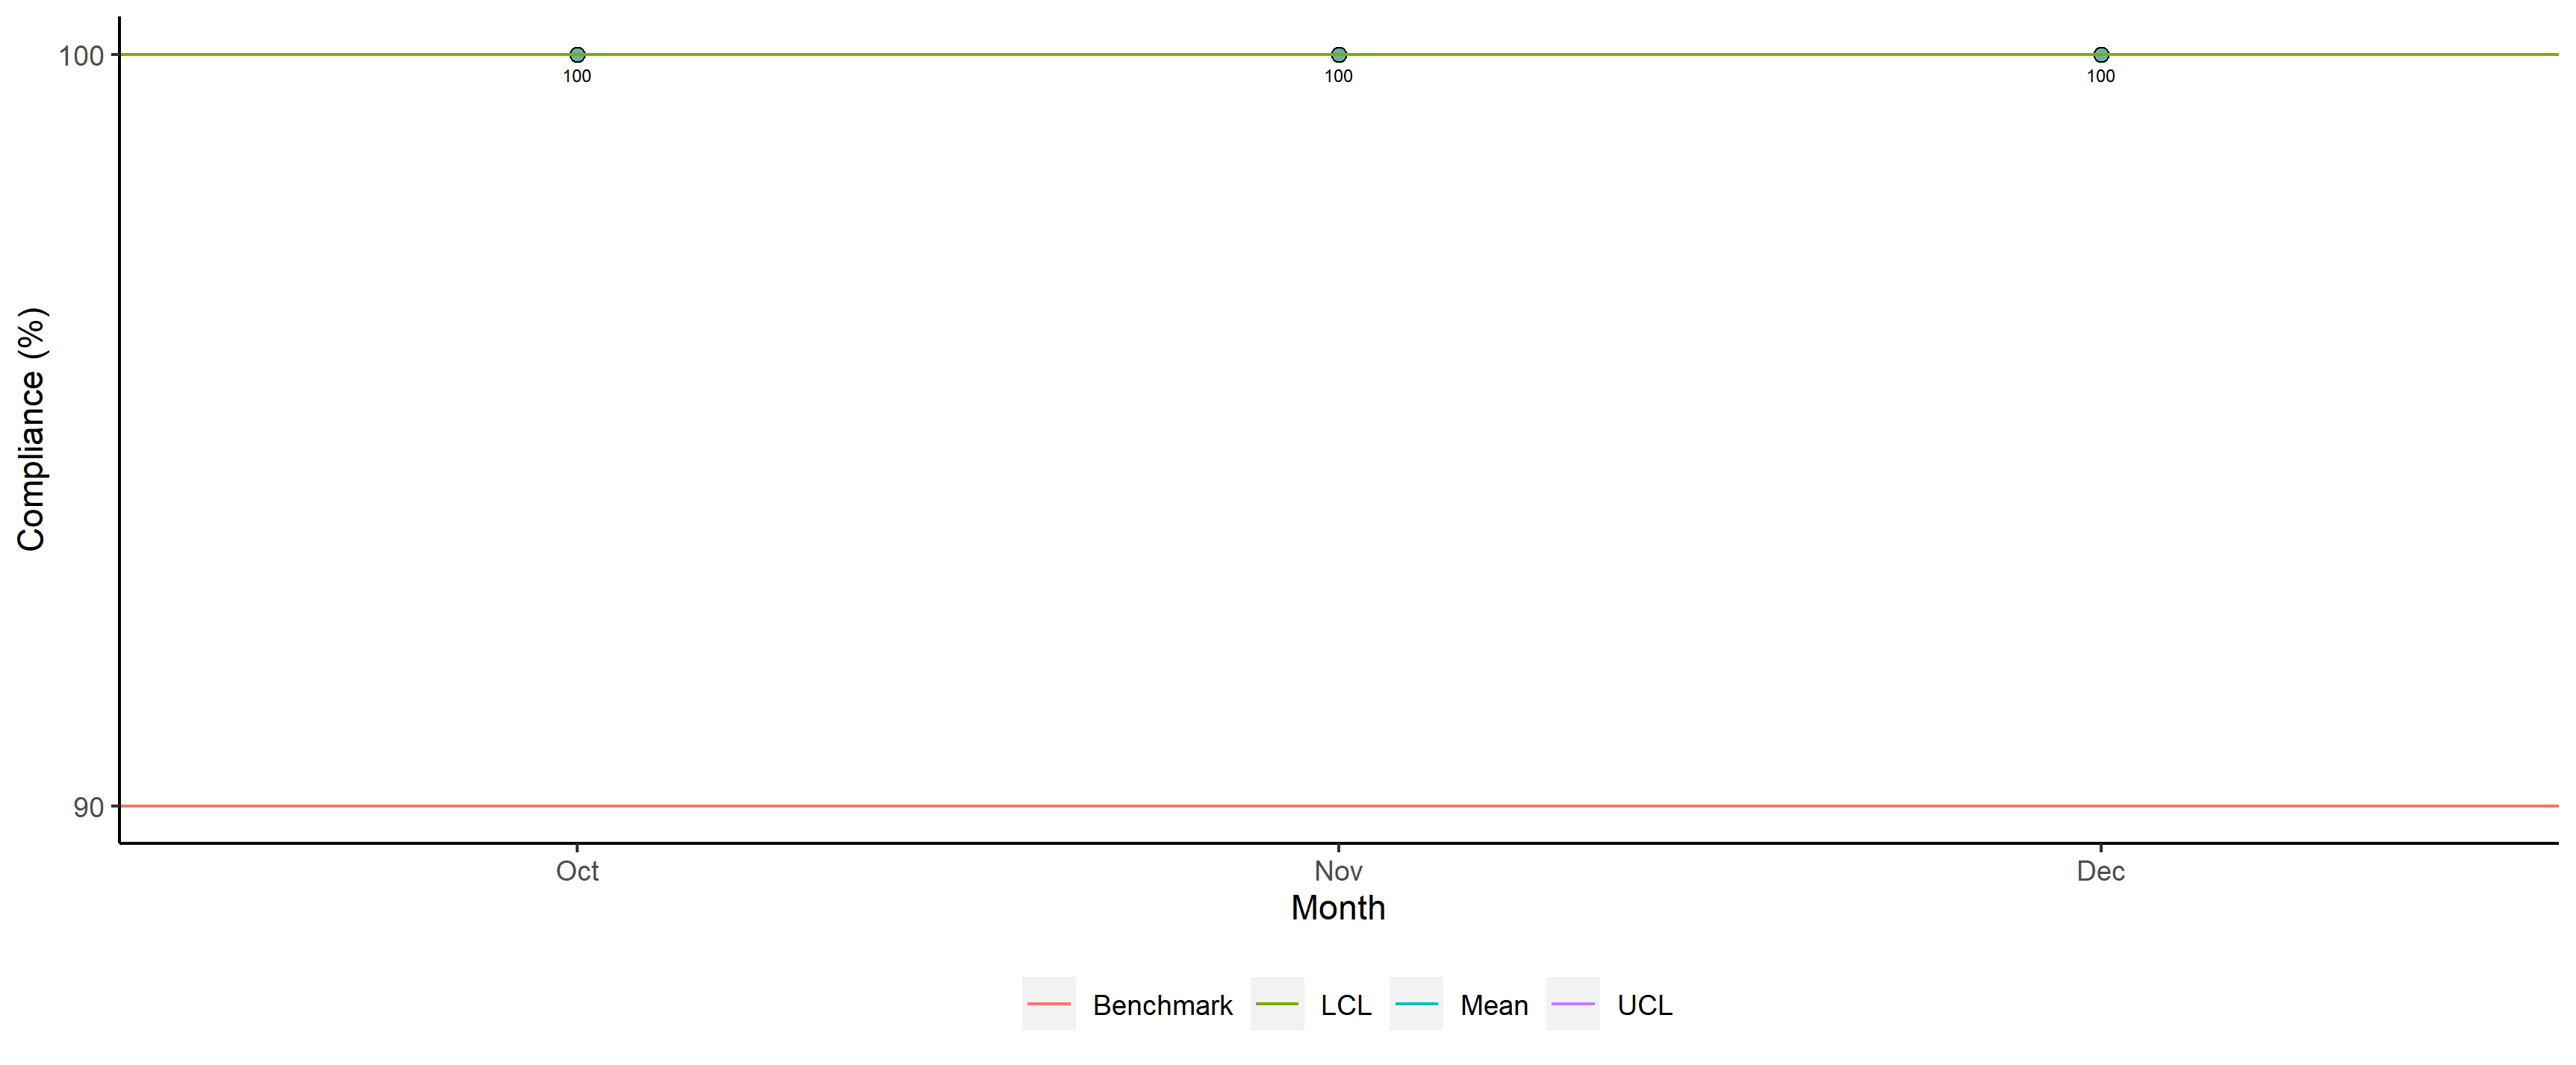 Compliance (%)
100
90
100 100 100
Oct Nov Dec
Month
Benchmark LCL Mean UCL